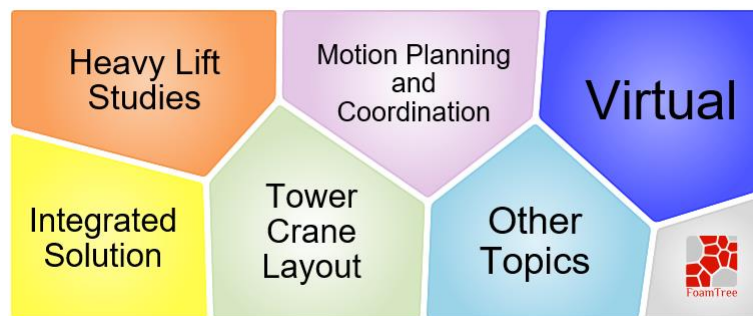 Heavy Lift
Studies
Motion Planning
and
Coordination
Virtual
Integrated
Solution
Tower
Crane
Layout
Other
Topics
FoamTree